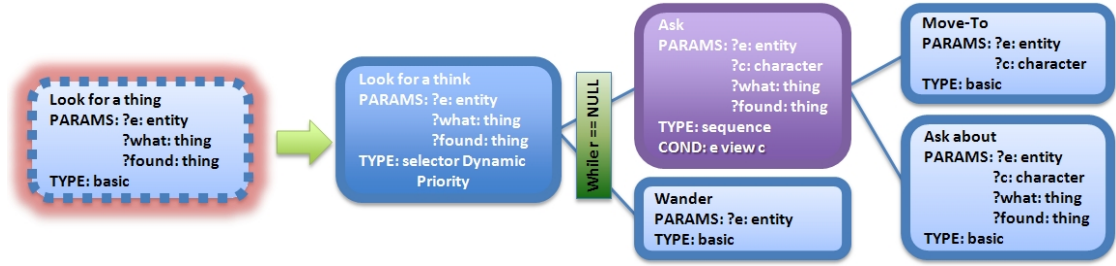 Look for a thing
PARAMS: ?e: entity
?what: thing
?found: thing
TYPE: basic
Look for a think
PARAMS: ?e: entity
?what: thing
?found: thing
TYPE: selector Dynamic
Priority
Whiler == NULL
Ask
PARAMS: ?e: entity
?c: character
?what: thing
?found: thing
TYPE: sequence
COND: e view c
Wander
PARAMS: ?e: entity
TYPE: basic
Move-To
PARAMS: ?e: entity
?c: character
TYPE: basic
Ask about
PARAMS: ?e: entity
?c: character
?what: thing
?found: thing
TYPE: basic